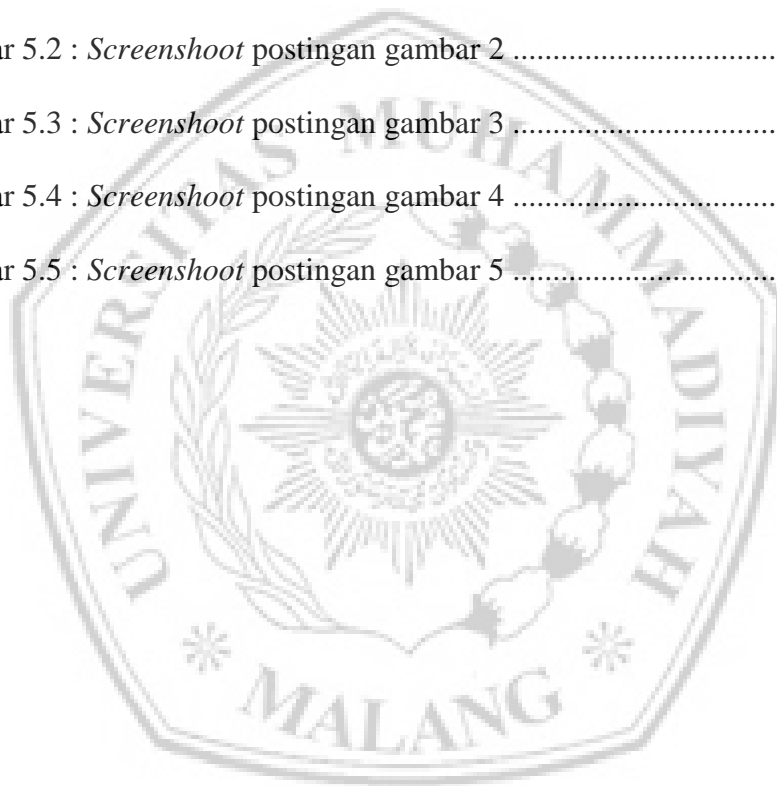 ar 5.2 : Screenshoot postingan gambar 2 ..................................
ar 5.3 : Screenshoot postingan gambar 3 ..................................
ar 5.4 : Screenshoot postingan gambar 4 ..................................
ar 5.5 : Screenshoot postingan gambar 5 ..................................
UNIVERSITAS MUHAMMADIYAH
MALANG